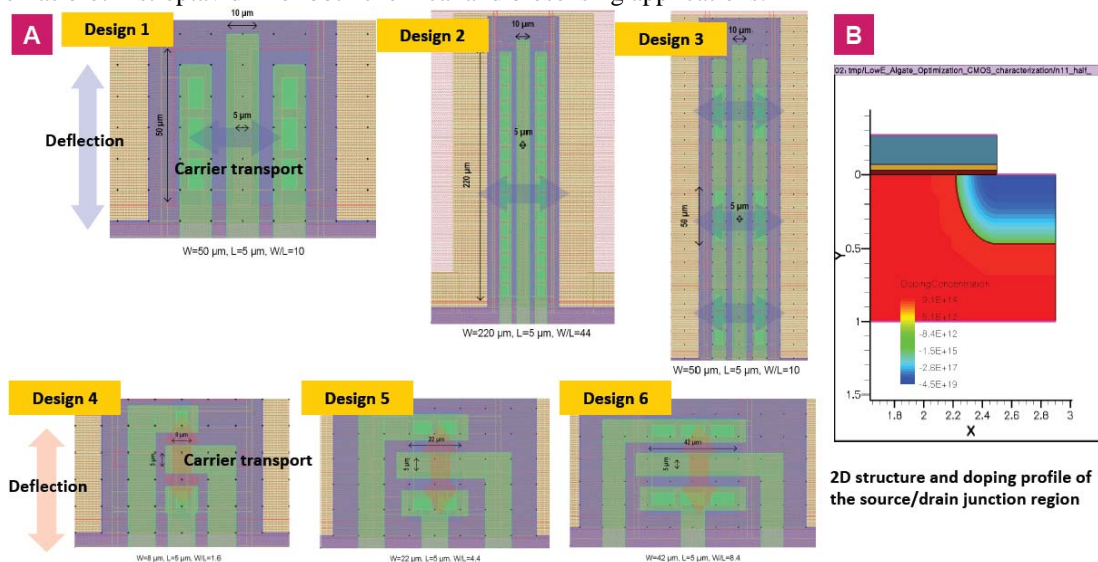 A
Design 1
10 µm
50 µm
5 µm
Deflection
Carrier transport
W=50 µm, L=5 µm, W/L=10
Design 2
10 µm
5 µm
220 µm
W=220 µm, L=5 µm, W/L=44
Design 3
10 µm
5 µm
W=50 µm, L=5 µm, W/L=10
B
tmp/LowE_Algate_Optimization_CMOS_characterization/n11_half_
0
0.5
1
1.5
Y
DopingConcentration
-8.4E+12
-1.5E+15
-2.6E+17
-4.5E+19
1.8
2
2.2
2.4
2.6
2.8
3
X
2D structure and doping profile of
the source/drain junction region
Design 4
5 µm
Deflection
Carrier transport
W=8 µm, L=5 µm, W/L=1.6
Design 5
22 µm
5 µm
W=22 µm, L=5 µm, W/L=4.4
Design 6
42 µm
5 µm
W=42 µm, L=5 µm, W/L=8.4